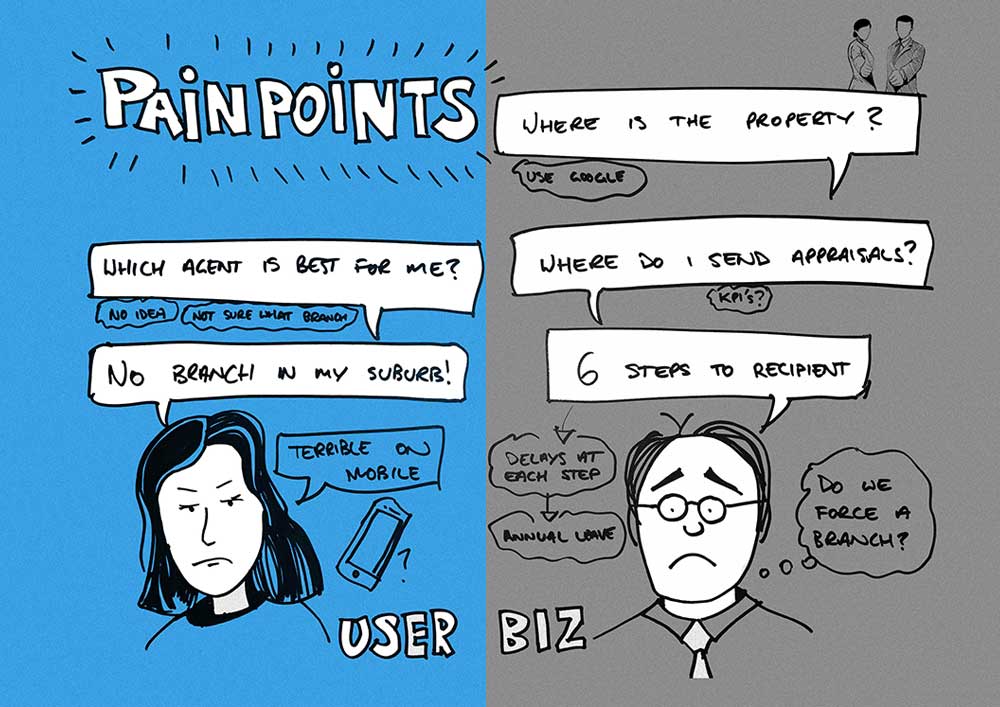 PAIN POINTS
WHICH AGENT IS BEST FOR ME?
NO IDEA
NOT SURE WHAT BRANCH
NO BRANCH IN MY SUBURB!
TERRIBLE ON
MOBILE
?
USER
WHERE IS THE PROPERTY?
USE GOOGLE
WHERE DO I SEND APPRAISALS?
KPI'S?
6 STEPS TO RECIPIENT
DELAYS AT
EACH STEP
ANNUAL LEAVE
DO WE
FORCE A
BRANCH?
BIZ